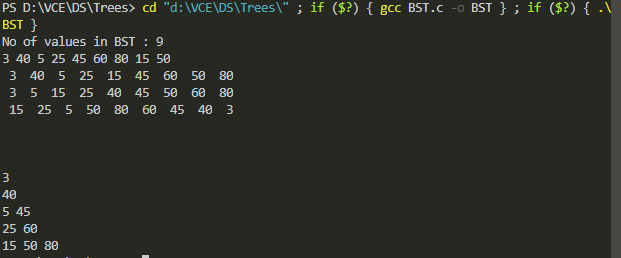 PS D:\VCE\DS\Trees> cd "d:\VCE\DS\Trees\" ; if ($?) { gcc BST.c -o BST } ; if ($?) { .\
BST }
No of values in BST : 9
3 40 5 25 45 60 80 15 50
3 40 5 25 15 45 60 50 80
3 5 15 25 40 45 50 60 80
15 25 5 50 80 60 45 40 3
3
40
5 45
25 60
15 50 80